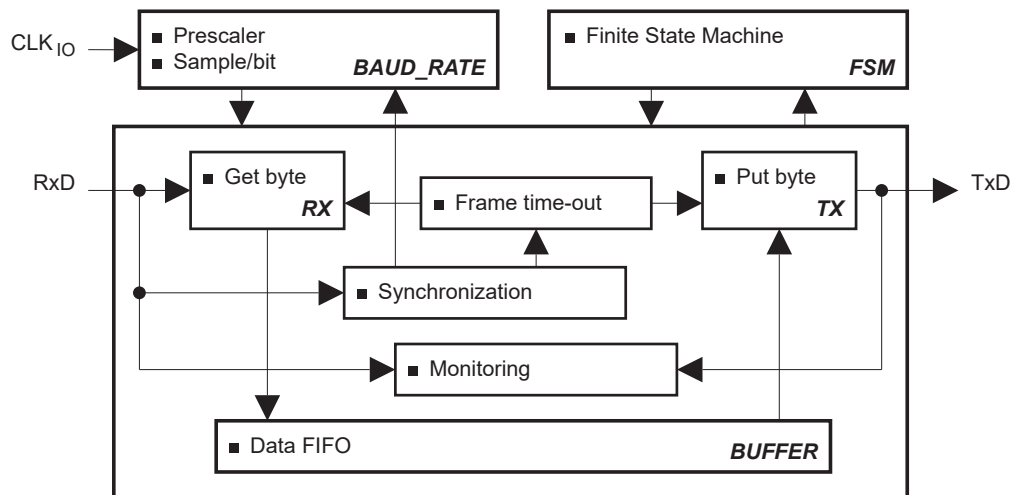 CLK IO
■ Prescaler
■ Sample/bit
BAUD_RATE
■ Finite State Machine
FSM
RxD
■ Get byte
RX
■ Frame time-out
■ Put byte
TX
TxD
■ Synchronization
■ Monitoring
■ Data FIFO
BUFFER